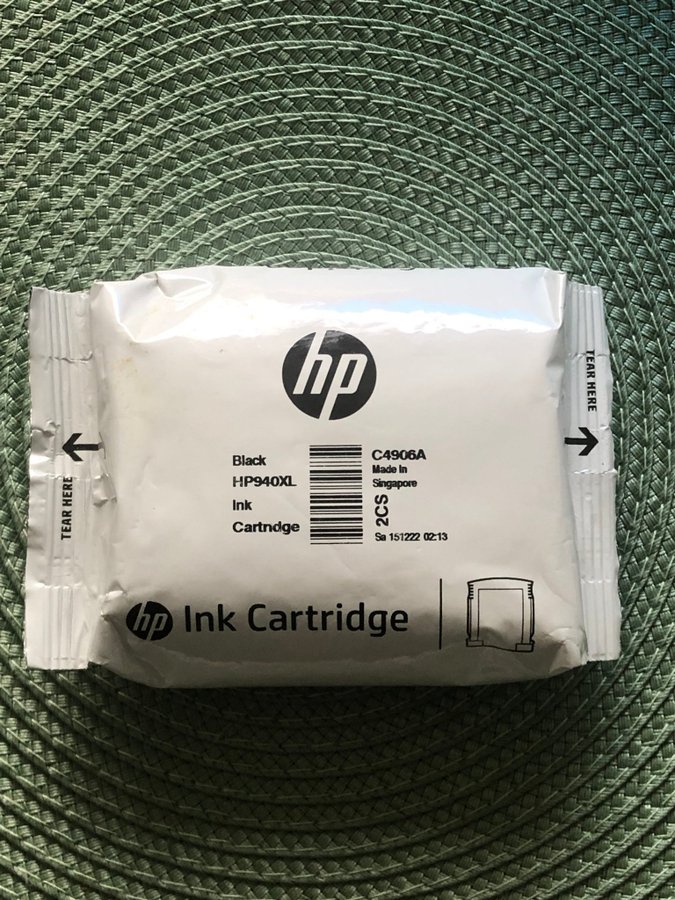 hp
TEAR HERE
Black
HP940XL
Ink
Cartridge
C4906A
Made In
Singapore
2CS
Sa 151222 02:13
TEAR HERE
hp Ink Cartridge